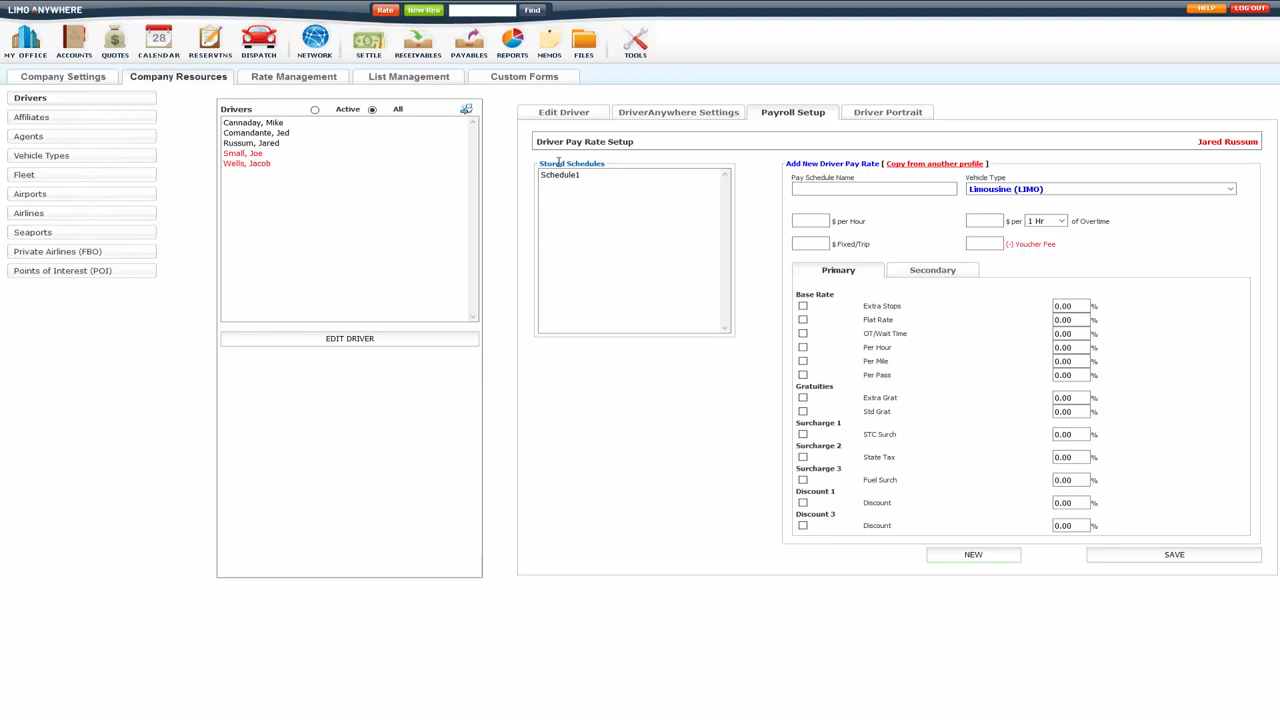 LIMO ANYWHERE
Rate
New Res
Find
HELP
LOG OUT
MY OFFICE
ACCOUNTS
QUOTES
28
CALENDAR
RESERVTNS
DISPATCH
NETWORK
SETTLE
RECEIVABLES
PAYABLES
REPORTS
MEMOS
FILES
TOOLS
Company Settings
Company Resources
Rate Management
List Management
Custom Forms
Drivers
Affiliates
Agents
Vehicle Types
Fleet
Airports
Airlines
Seaports
Private Airlines (FBO)
Points of Interest (POI)
Drivers
Active
All
Cannaday, Mike
Comandante, Jed
Russum, Jared
Small, Joe
Wells, Jacob
EDIT DRIVER
Edit Driver
DriverAnywhere Settings
Payroll Setup
Driver Portrait
Driver Pay Rate Setup
Jared Russum
Stored Schedules
Schedule1
Add New Driver Pay Rate [ Copy from another profile ]
Pay Schedule Name
Vehicle Type
Limousine (LIMO)
$ per Hour
$ per 1 Hr of Overtime
$ Fixed/Trip
(-) Voucher Fee
Primary
Secondary
Base Rate
Extra Stops 0.00 %
Flat Rate 0.00 %
OT/Wait Time 0.00 %
Per Hour 0.00 %
Per Mile 0.00 %
Per Pass 0.00 %
Gratuities
Extra Grat 0.00 %
Std Grat 0.00 %
Surcharge 1
STC Surch 0.00 %
Surcharge 2
State Tax 0.00 %
Surcharge 3
Fuel Surch 0.00 %
Discount 1
Discount 0.00 %
Discount 3
Discount 0.00 %
NEW
SAVE